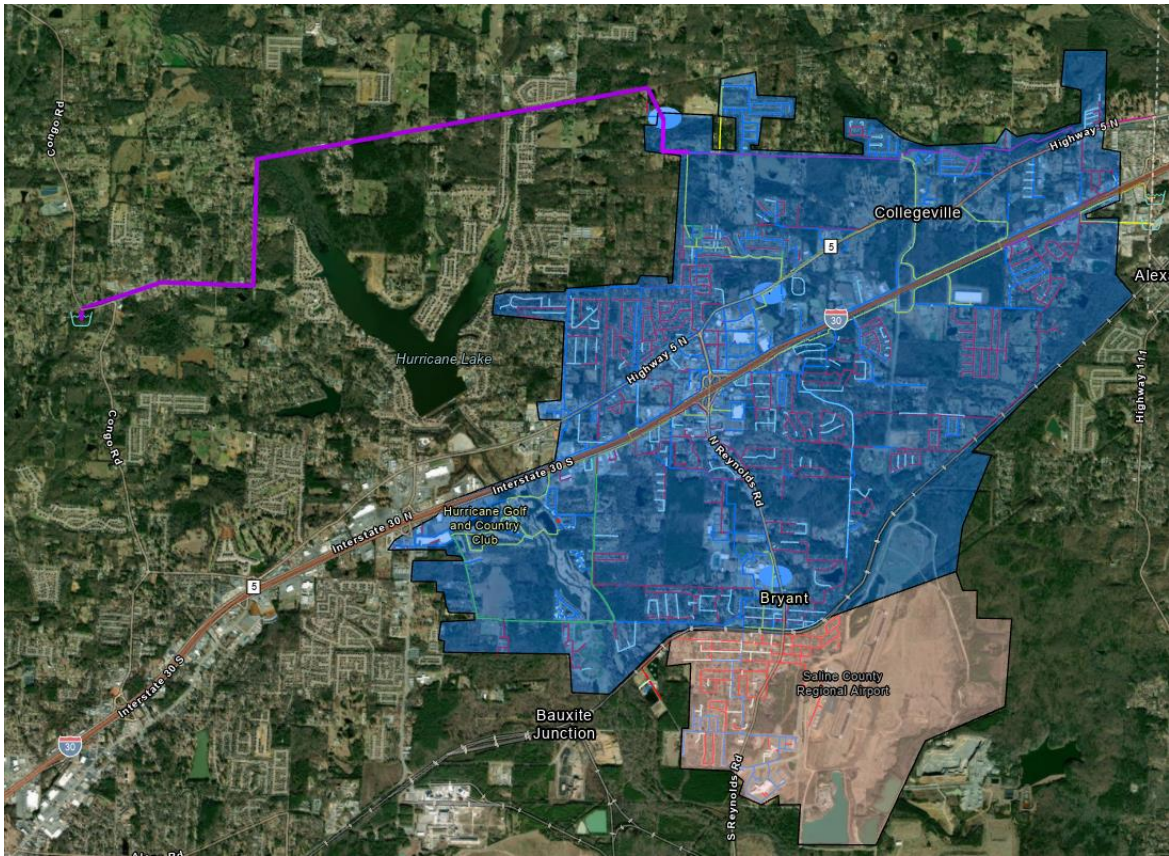 Congo Rd
Highway 5 N
Collegeville
5
Alex
30
Hurricane Lake
Highway 5 N
Highway 111
Congo Rd
N Reynolds Rd
Interstate 30 S
Hurricane Golf
and Country
Club
Interstate 30 N
5
Bryant
Interstate 30 S
Saline County
Regional Airport
Bauxite
Junction
30
S Reynolds Rd